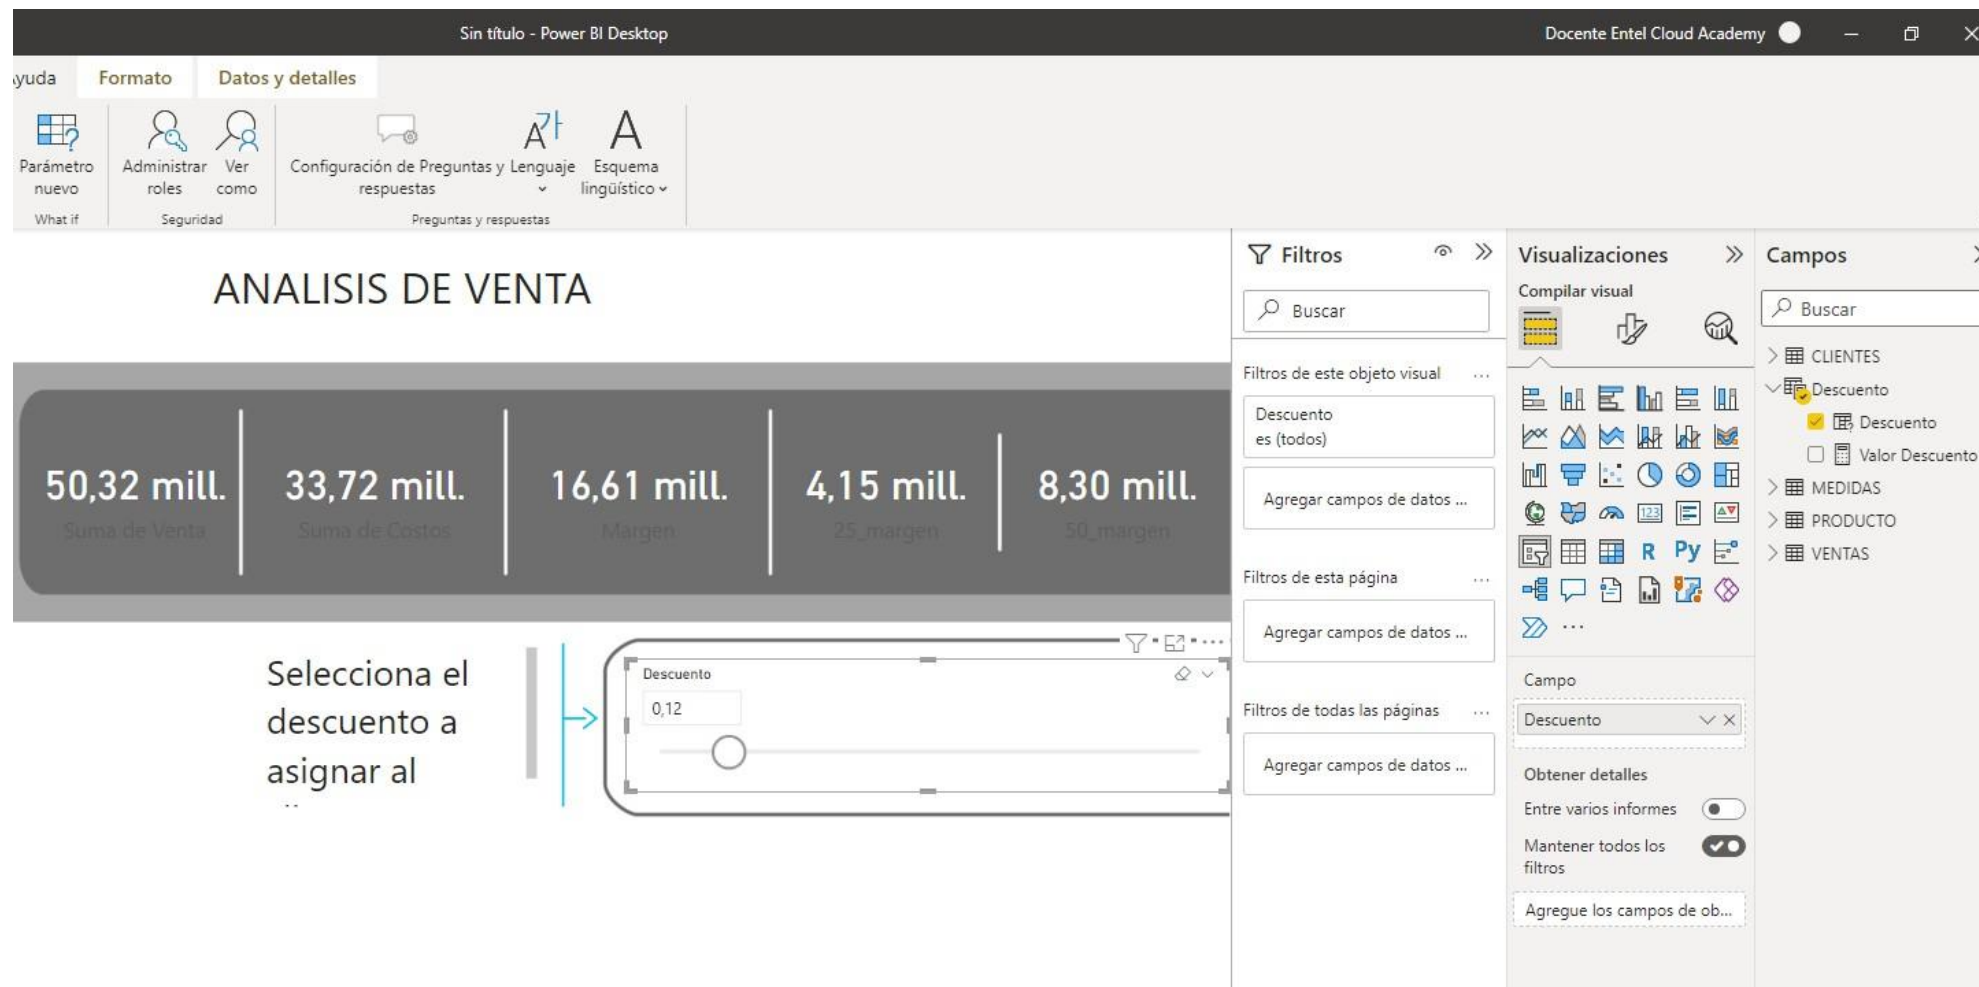 Sin título - Power BI Desktop
Docente Entel Cloud Academy
yuda
Formato
Datos y detalles
Parámetro nuevo
Administrar roles
Ver como
Configuración de Preguntas y respuestas
Lenguaje
Esquema lingüístico
What if
Seguridad
Preguntas y respuestas
ANALISIS DE VENTA
50,32 mill.
Suma de Venta
33,72 mill.
Suma de Costos
16,61 mill.
Margen
4,15 mill.
25_margen
8,30 mill.
50_margen
Selecciona el
descuento a
asignar al
Descuento
0,12
Filtros
Buscar
Filtros de este objeto visual
Descuento
es (todos)
Agregar campos de datos ...
Filtros de esta página
Agregar campos de datos ...
Filtros de todas las páginas
Agregar campos de datos ...
Visualizaciones
Compilar visual
123
R
Py
Campo
Descuento
Obtener detalles
Entre varios informes
Mantener todos los
filtros
Agregue los campos de ob...
Campos
Buscar
CLIENTES
Descuento
Descuento
Valor Descuento
MEDIDAS
PRODUCTO
VENTAS